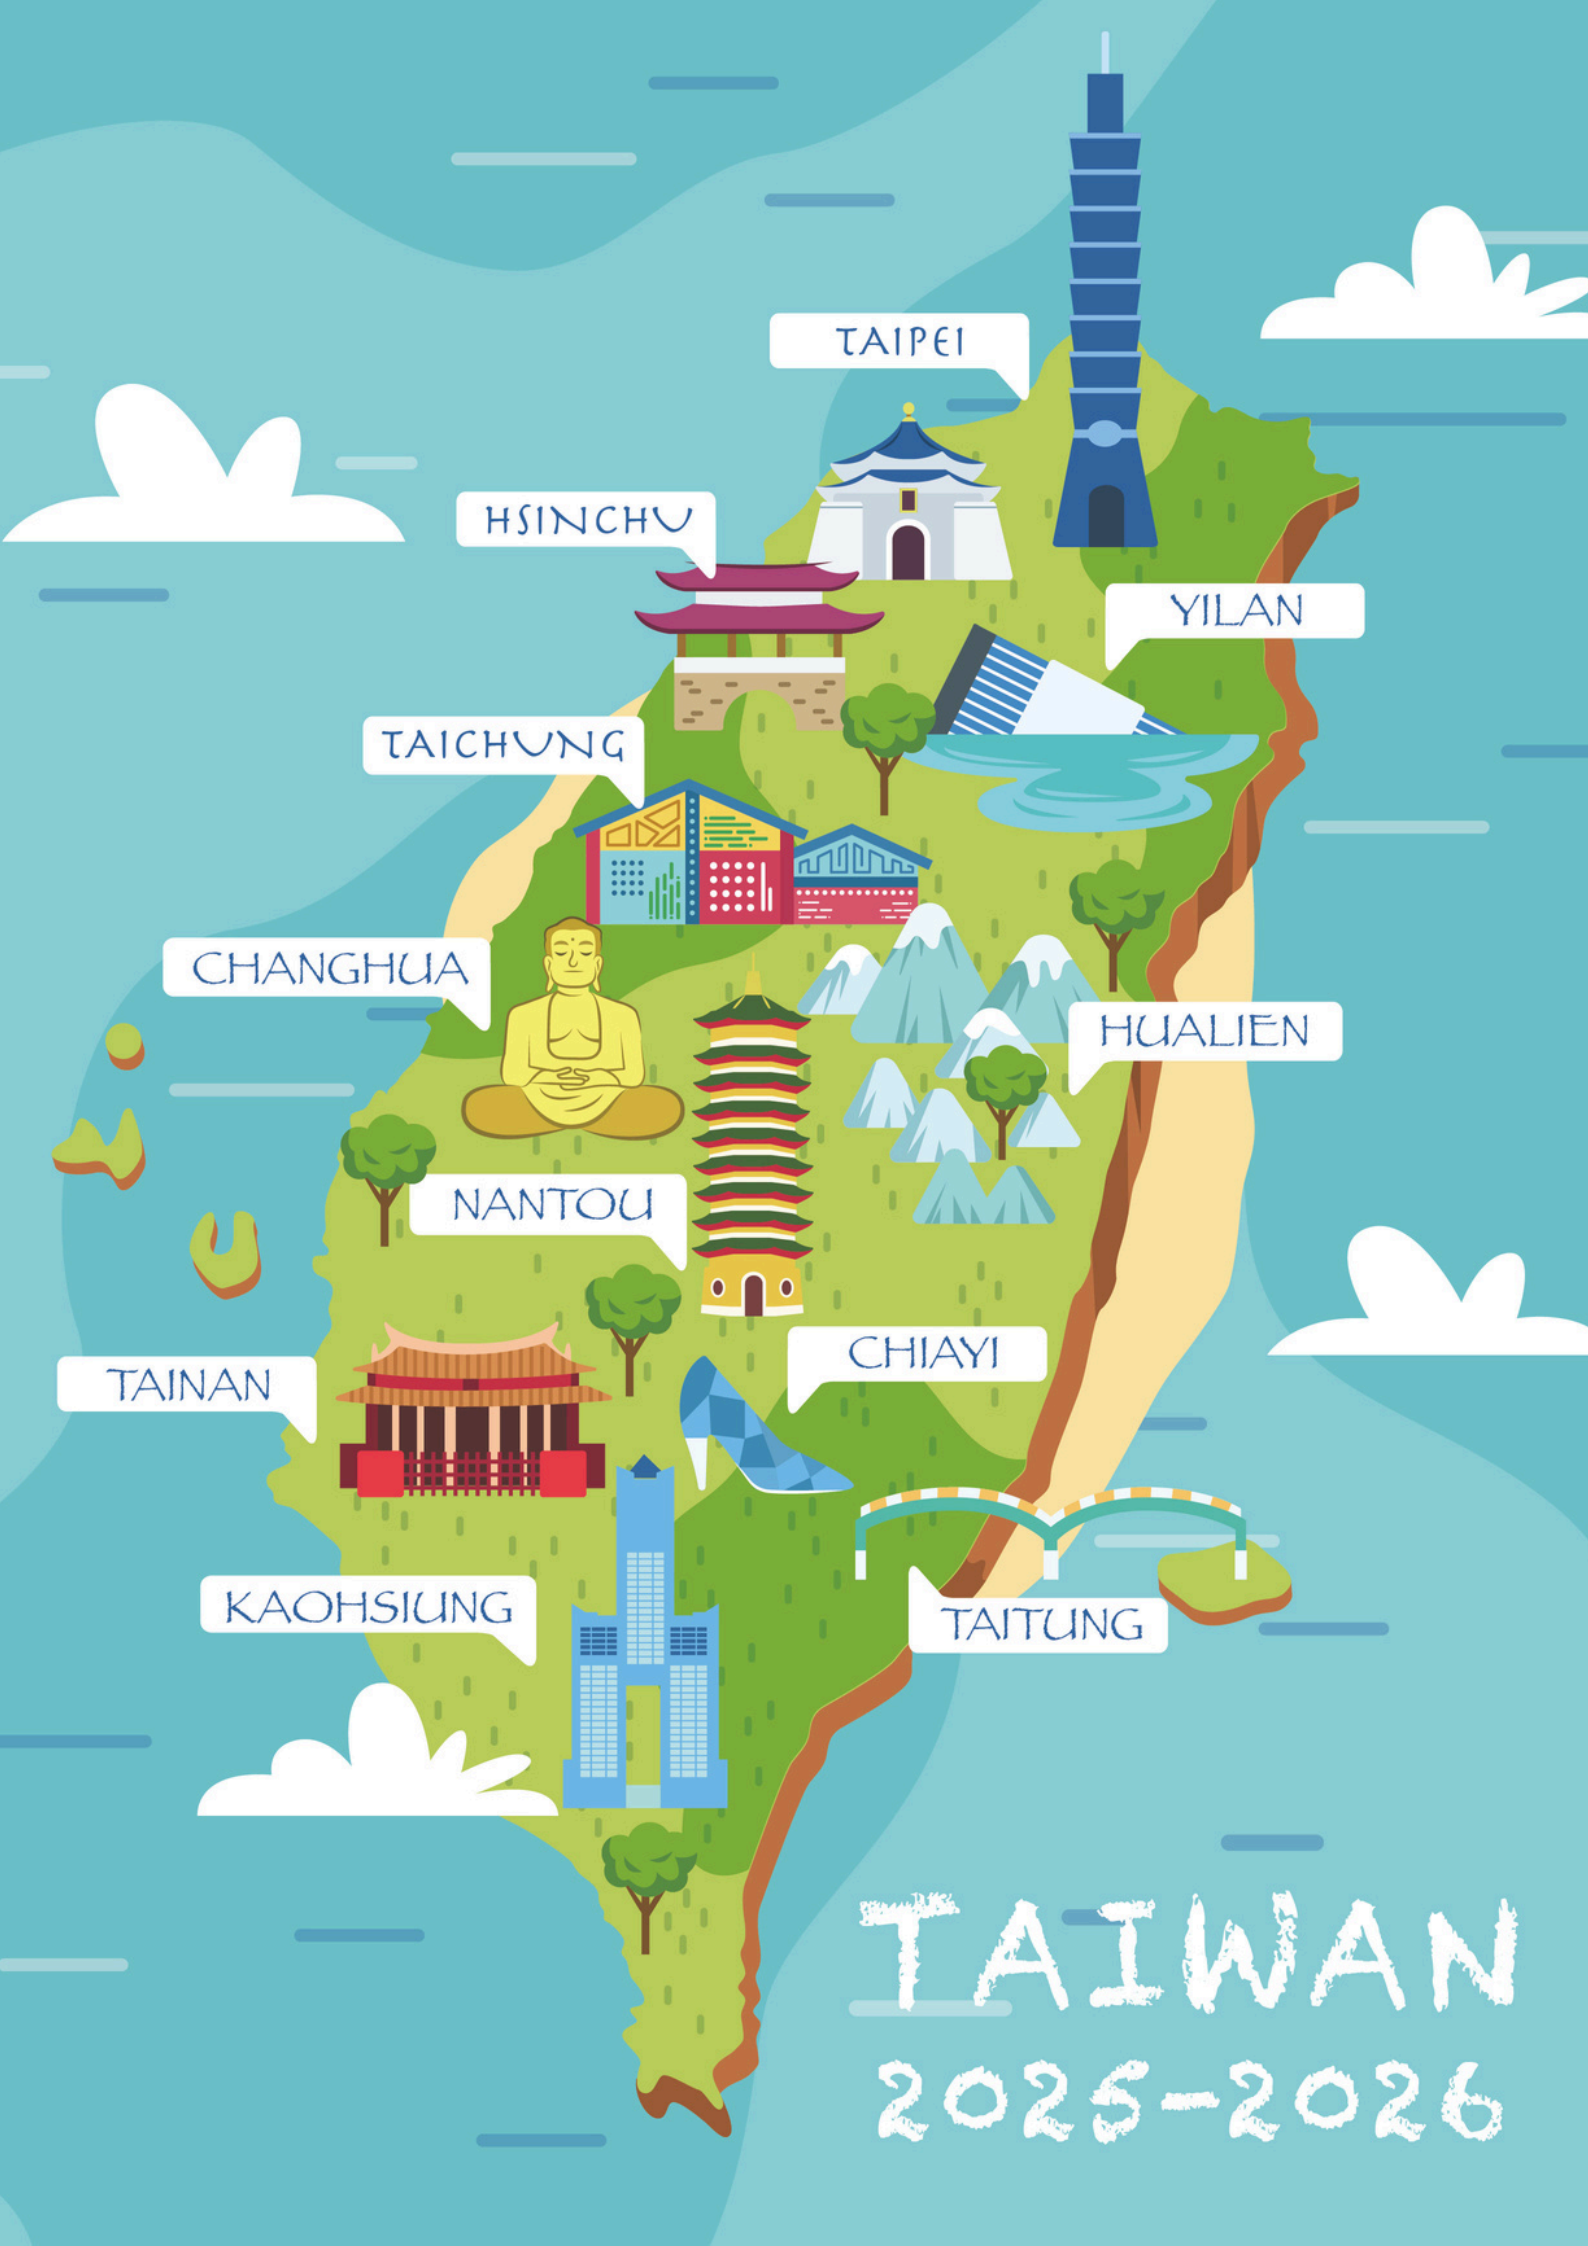 TAIPEI
HSINCHU
YILAN
TAICHUNG
CHANGHUA
HUALIEN
NANTOU
CHIAYI
TAINAN
KAOHSIUNG
TAITUNG
TAIWAN
2025-2026